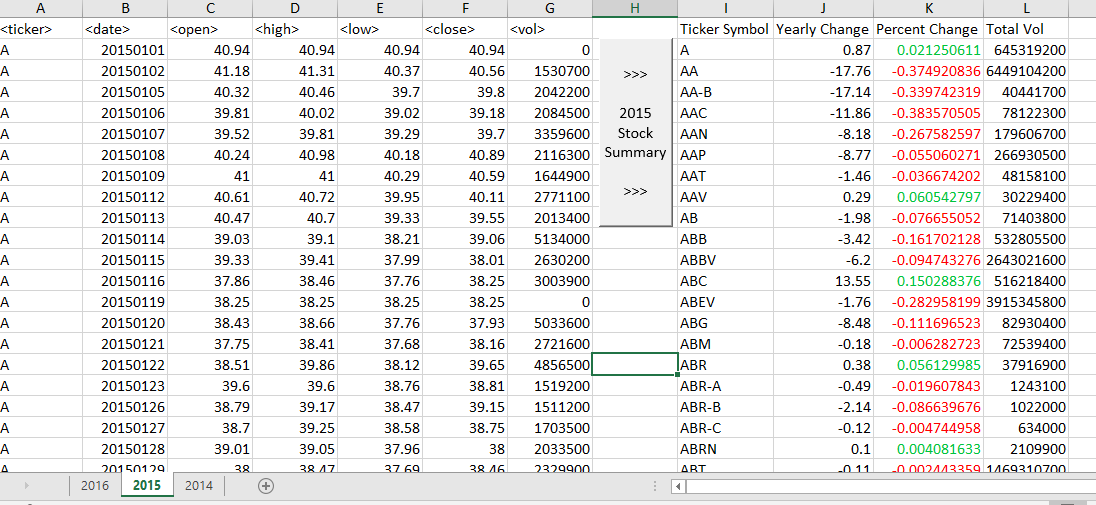 A B C D E F G H I J K L
<ticker> <date> <open> <high> <low> <close> <vol> Ticker Symbol Yearly Change Percent Change Total Vol
A 20150101 40.94 40.94 40.94 40.94 0 A 0.87 0.021250611 645319200
A 20150102 41.18 41.31 40.37 40.56 1530700 >>> AA -17.76 -0.374920836 6449104200
A 20150105 40.32 40.46 39.7 39.8 2042200 AA-B -17.14 -0.339742319 40441700
A 20150106 39.81 40.02 39.02 39.18 2084500 2015 AAC -11.86 -0.383570505 78122300
A 20150107 39.52 39.81 39.29 39.7 3359600 Stock AAN -8.18 -0.267582597 179606700
A 20150108 40.24 40.98 40.18 40.89 2116300 Summary AAP -8.77 -0.055060271 266930500
A 20150109 41 41 40.29 40.59 1644900 AAT -1.46 -0.036674202 48158100
A 20150112 40.61 40.72 39.95 40.11 2771100 >>> AAV 0.29 0.060542797 30229400
A 20150113 40.47 40.7 39.33 39.55 2013400 AB -1.98 -0.076655052 71403800
A 20150114 39.03 39.1 38.21 39.06 5134000 ABB -3.42 -0.161702128 532805500
A 20150115 39.33 39.41 37.99 38.01 2630200 ABBV -6.2 -0.094743276 2643021600
A 20150116 37.86 38.46 37.76 38.25 3003900 ABC 13.55 0.150288376 516218400
A 20150119 38.25 38.25 38.25 38.25 0 ABEV -1.76 -0.282958199 3915345800
A 20150120 38.43 38.66 37.76 37.93 5033600 ABG -8.48 -0.111696523 82930400
A 20150121 37.75 38.41 37.68 38.16 2721600 ABM -0.18 -0.006282723 72539400
A 20150122 38.51 39.86 38.12 39.65 4856500 ABR 0.38 0.056129985 37916900
A 20150123 39.6 39.6 38.76 38.81 1519200 ABR-A -0.49 -0.019607843 1243100
A 20150126 38.79 39.17 38.47 39.15 1511200 ABR-B -2.14 -0.086639676 1022000
A 20150127 38.7 39.25 38.58 38.75 1703500 ABR-C -0.12 -0.004744958 634000
A 20150128 39.01 39.05 37.96 38 2033500 ABRN 0.1 0.004081633 2109900
A 20150129 38 38.47 37.69 38.46 2329900 ABT -0.11 -0.002443359 1469310700
2016 2015 2014